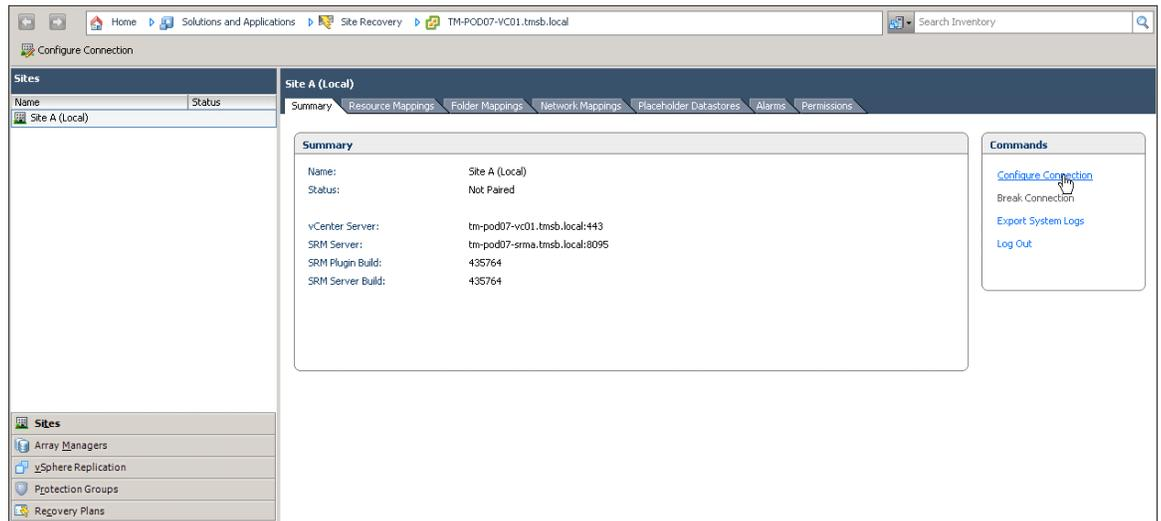 Home Solutions and Applications Site Recovery TM-POD07-VC01.tmsb.local Search Inventory
Configure Connection
Sites
Name Status
Site A (Local)
Site A (Local)
Summary Resource Mappings Folder Mappings Network Mappings Placeholder Datastores Alarms Permissions
Summary
Name: Site A (Local)
Status: Not Paired
vCenter Server: tm-pod07-vc01.tmsb.local:443
SRM Server: tm-pod07-srma.tmsb.local:8095
SRM Plugin Build: 435764
SRM Server Build: 435764
Commands
Configure Connection
Break Connection
Export System Logs
Log Out
Sites
Array Managers
vSphere Replication
Protection Groups
Recovery Plans